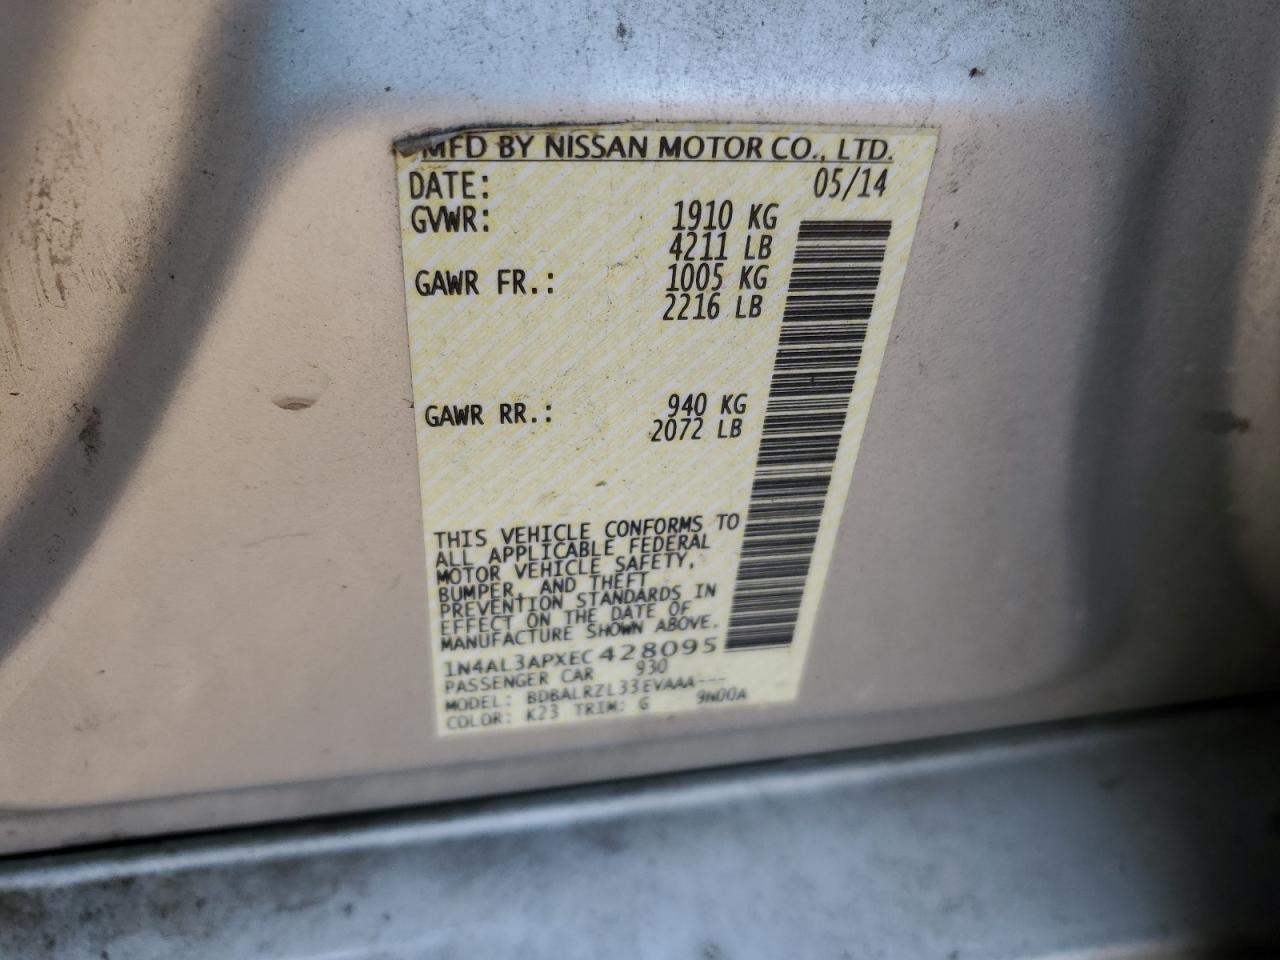 MFD BY NISSAN MOTOR CO., LTD.
DATE: 05/14
GVWR: 1910 KG
4211 LB
GAWR FR.: 1005 KG
2216 LB
GAWR RR.: 940 KG
2072 LB
THIS VEHICLE CONFORMS TO
ALL APPLICABLE FEDERAL
MOTOR VEHICLE SAFETY,
BUMPER, AND THEFT
PREVENTION STANDARDS IN
EFFECT ON THE DATE OF
MANUFACTURE SHOWN ABOVE.
1N4AL3APXEC428095
PASSENGER CAR 930
MODEL: BDBALRZL33EVAAA---
COLOR: K23 TRIM: G 9N00A